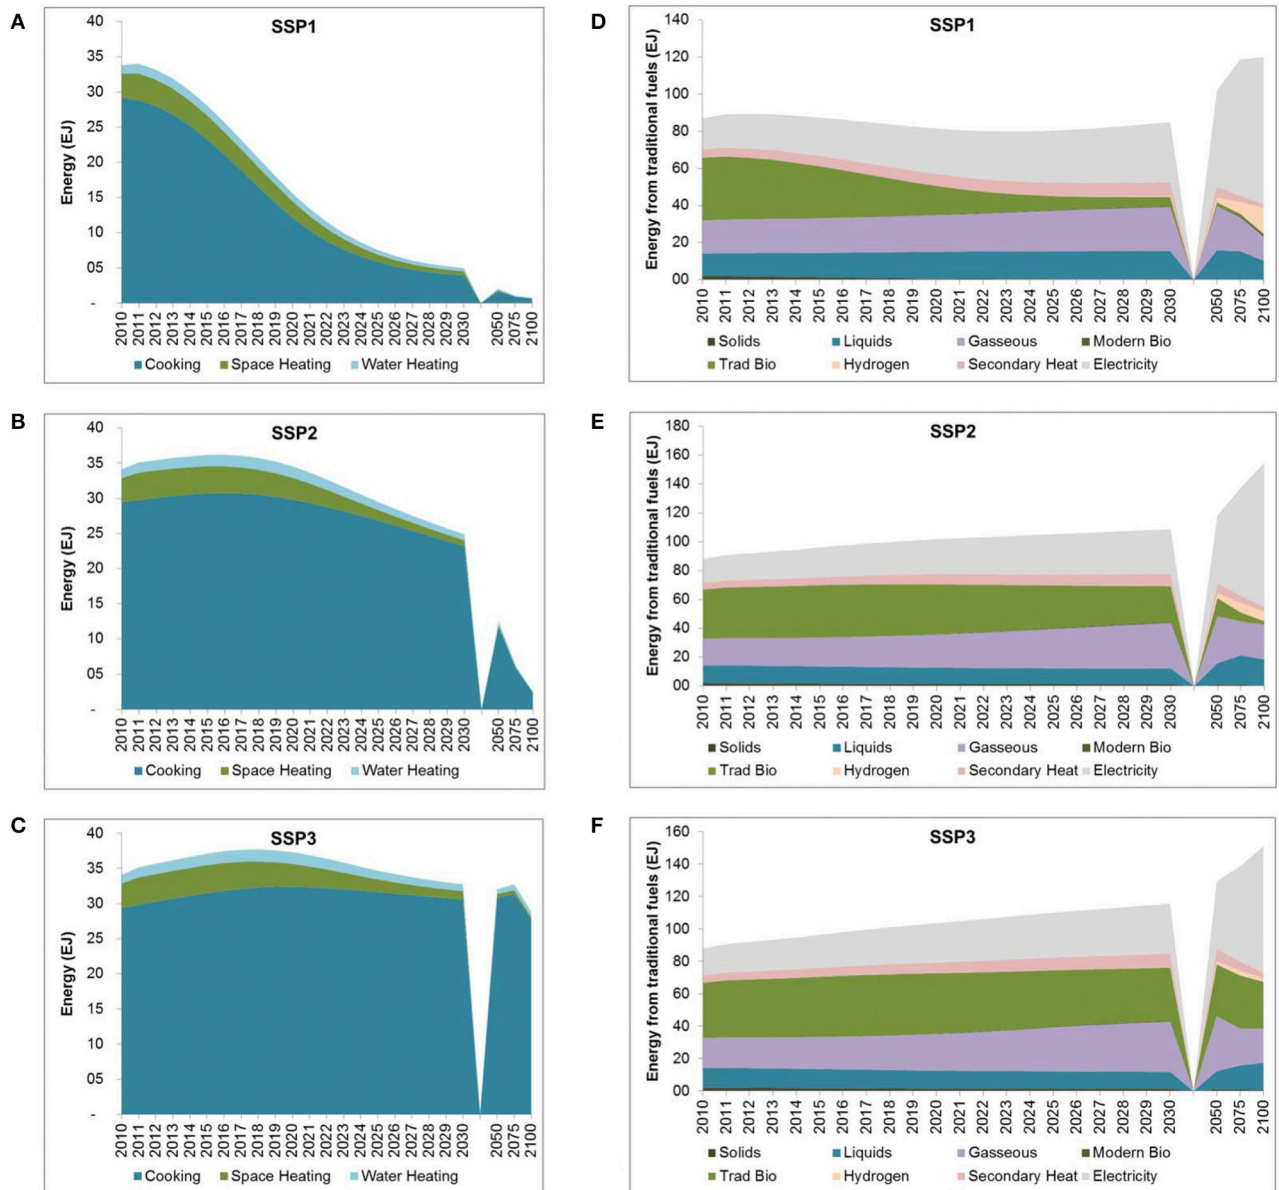 A
SSP1
Energy (EJ)
40
35
30
25
20
15
10
05
-
2010 2011 2012 2013 2014 2015 2016 2017 2018 2019 2020 2021 2022 2023 2024 2025 2026 2027 2028 2029 2030 2050 2075 2100
Cooking Space Heating Water Heating
D
SSP1
Energy from traditional fuels (EJ)
140
120
100
80
60
40
20
00
2010 2011 2012 2013 2014 2015 2016 2017 2018 2019 2020 2021 2022 2023 2024 2025 2026 2027 2028 2029 2030 2050 2075 2100
Solids Liquids Gasseous Modern Bio
Trad Bio Hydrogen Secondary Heat Electricity
B
SSP2
Energy (EJ)
40
35
30
25
20
15
10
05
-
2010 2011 2012 2013 2014 2015 2016 2017 2018 2019 2020 2021 2022 2023 2024 2025 2026 2027 2028 2029 2030 2050 2075 2100
Cooking Space Heating Water Heating
E
SSP2
Energy from traditional fuels (EJ)
180
160
140
120
100
80
60
40
20
00
2010 2011 2012 2013 2014 2015 2016 2017 2018 2019 2020 2021 2022 2023 2024 2025 2026 2027 2028 2029 2030 2050 2075 2100
Solids Liquids Gasseous Modern Bio
Trad Bio Hydrogen Secondary Heat Electricity
C
SSP3
Energy (EJ)
40
35
30
25
20
15
10
05
-
2010 2011 2012 2013 2014 2015 2016 2017 2018 2019 2020 2021 2022 2023 2024 2025 2026 2027 2028 2029 2030 2050 2075 2100
Cooking Space Heating Water Heating
F
SSP3
Energy from traditional fuels (EJ)
160
140
120
100
80
60
40
20
00
2010 2011 2012 2013 2014 2015 2016 2017 2018 2019 2020 2021 2022 2023 2024 2025 2026 2027 2028 2029 2030 2050 2075 2100
Solids Liquids Gasseous Modern Bio
Trad Bio Hydrogen Secondary Heat Electricity